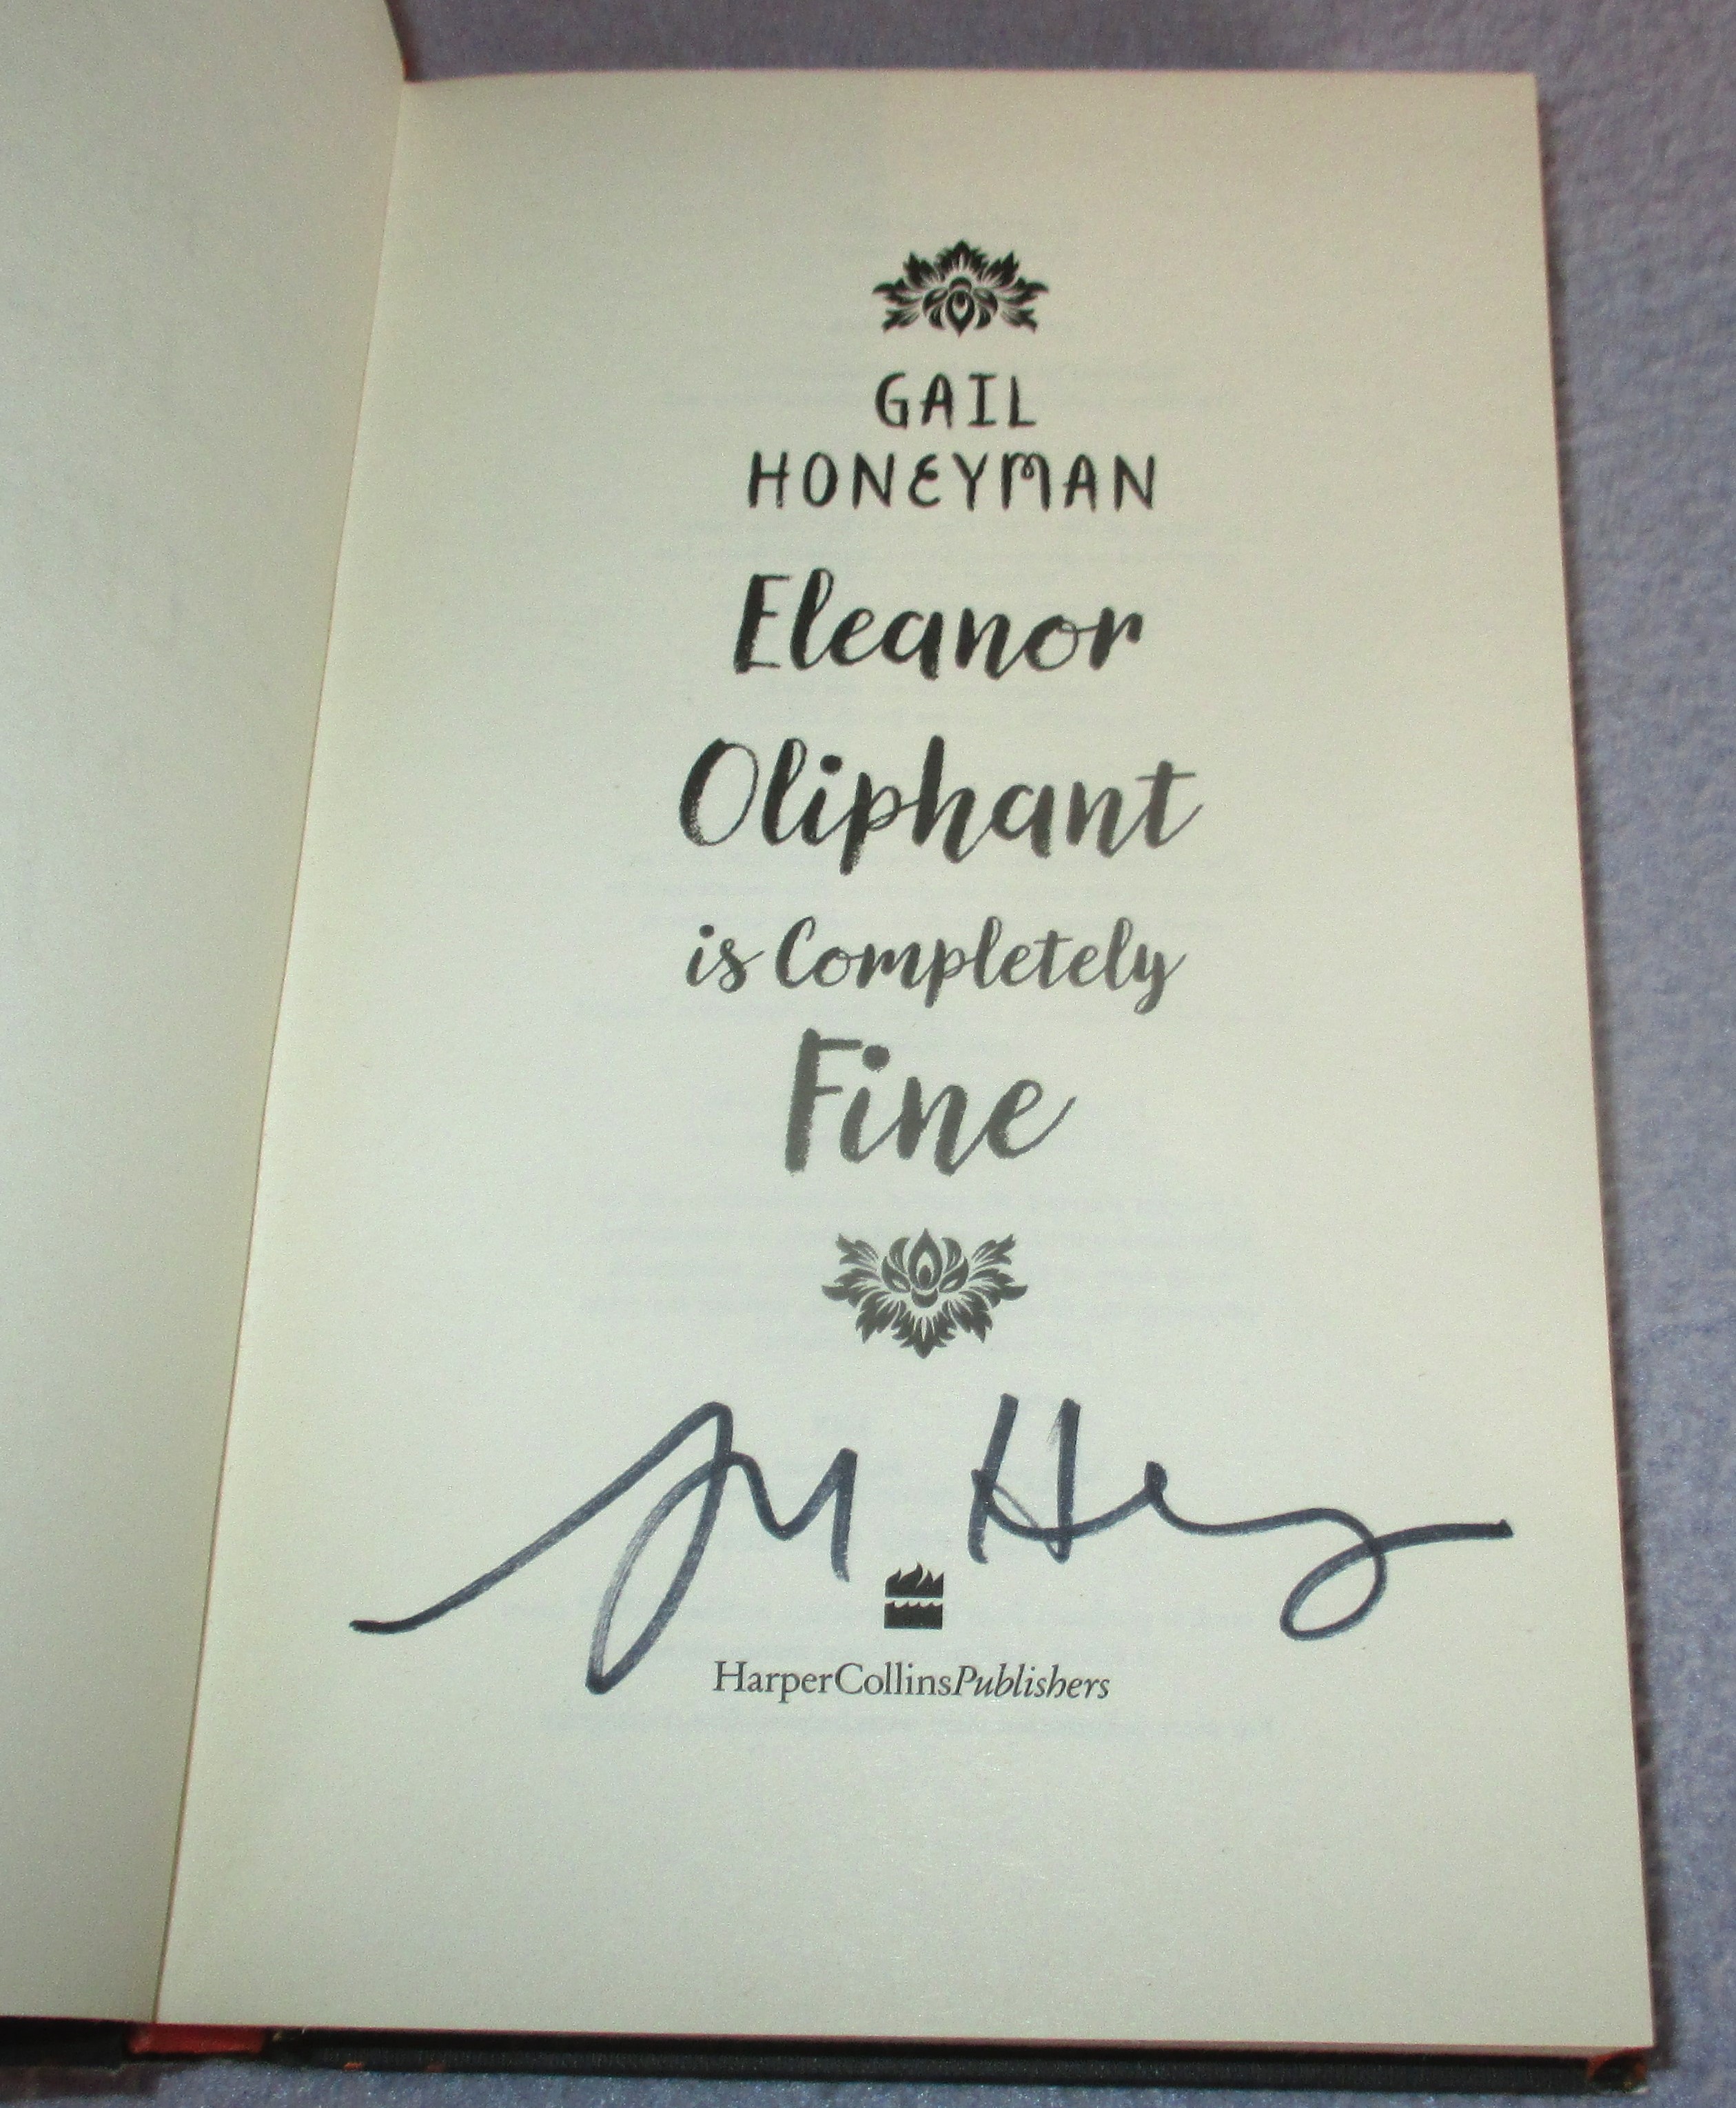 GAIL
HONEYMAN
Eleanor
Oliphant
is Completely
Fine
HarperCollinsPublishers